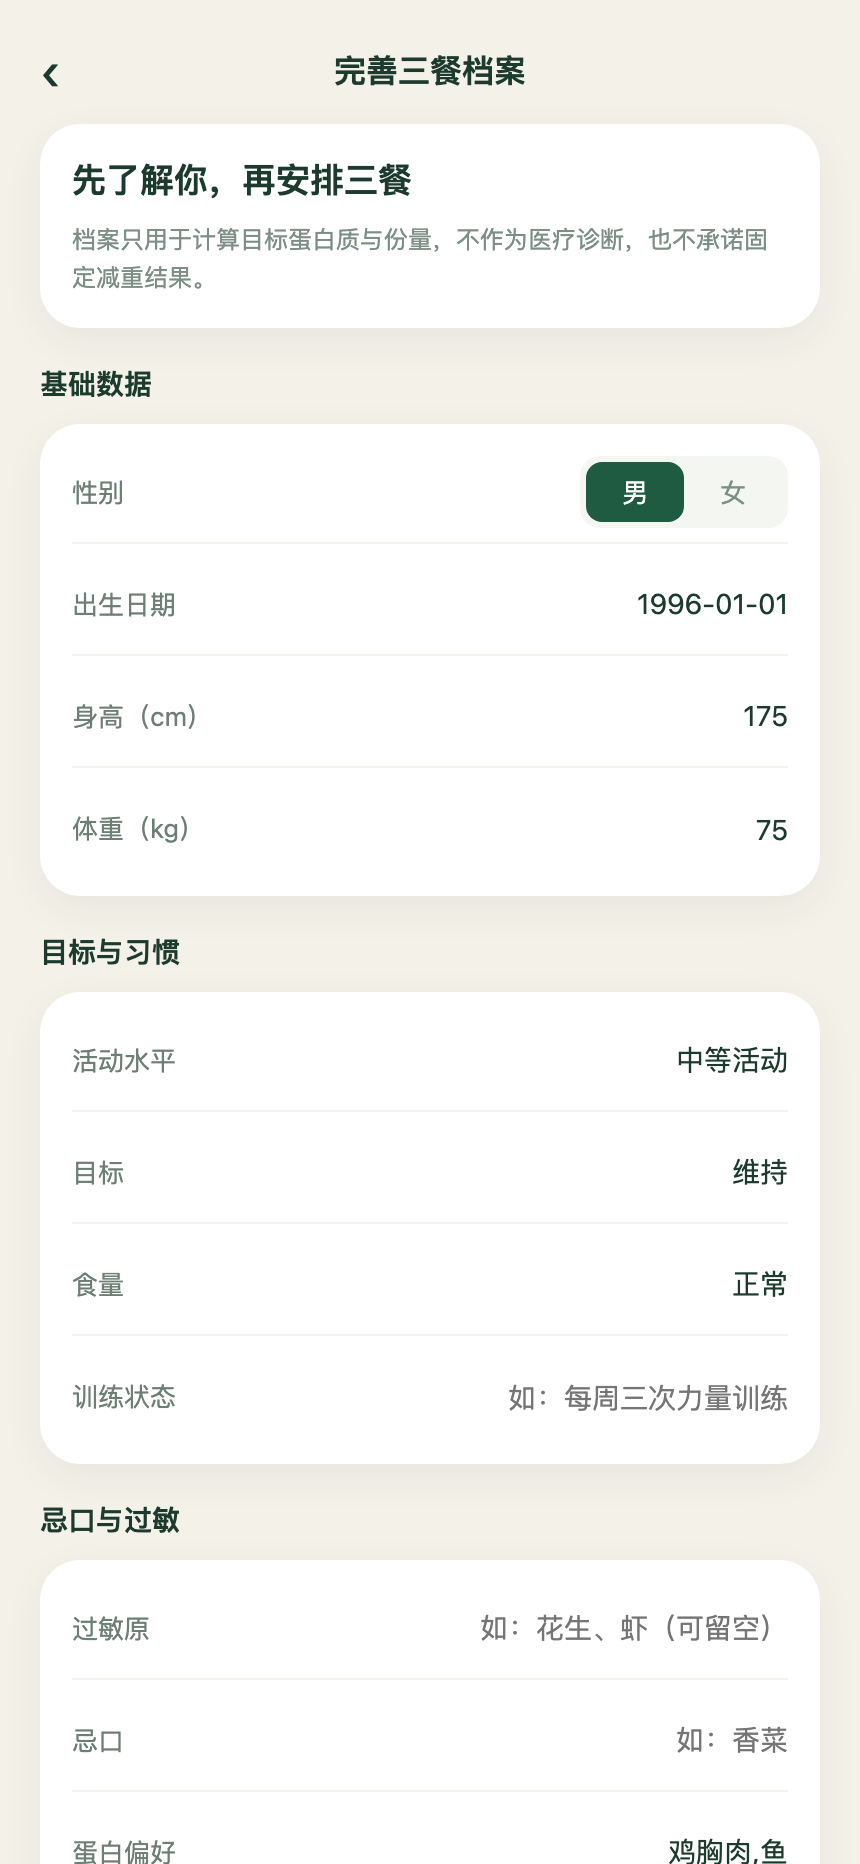 ‹
完善三餐档案
先了解你，再安排三餐
档案只用于计算目标蛋白质与份量，不作为医疗诊断，也不承诺固
定减重结果。
基础数据
性别 男 女
出生日期 1996-01-01
身高（cm） 175
体重（kg） 75
目标与习惯
活动水平 中等活动
目标 维持
食量 正常
训练状态 如：每周三次力量训练
忌口与过敏
过敏原 如：花生、虾（可留空）
忌口 如：香菜
蛋白偏好 鸡胸肉,鱼